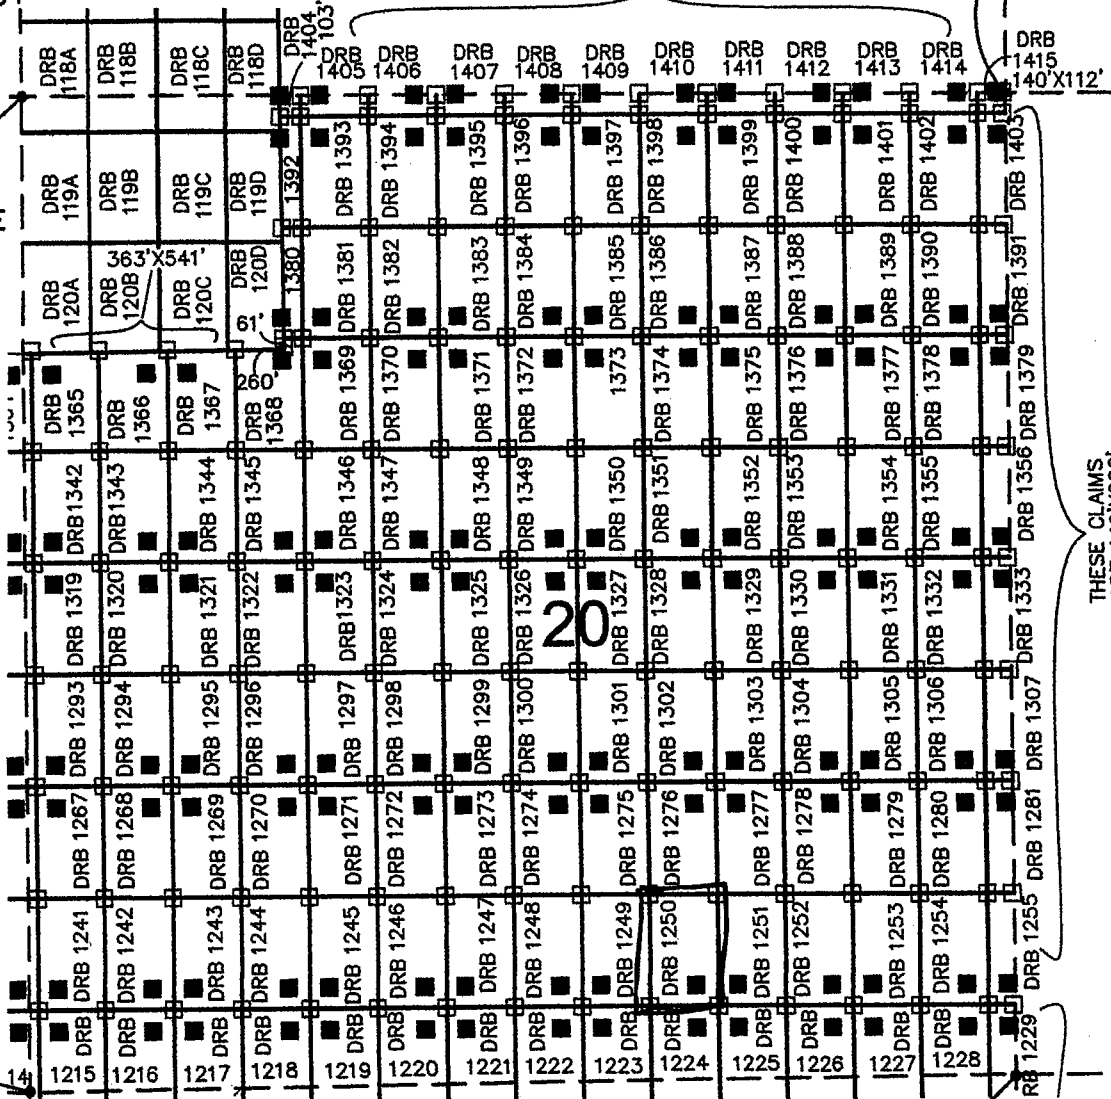 DRB 118A
DRB 118B
DRB 118C
DRB 118D
DRB 1404
103'
DRB 1405
DRB 1406
DRB 1407
DRB 1408
DRB 1409
DRB 1410
DRB 1411
DRB 1412
DRB 1413
DRB 1414
DRB 1415
140'X112'
DRB 119A
DRB 119B
DRB 119C
DRB 119D
1392
DRB 1393
DRB 1394
DRB 1395
DRB 1396
DRB 1397
DRB 1398
DRB 1399
DRB 1400
DRB 1401
DRB 1402
DRB 1403
363'X541'
DRB 120A
DRB 120B
DRB 120C
DRB 120D
1380
DRB 1381
DRB 1382
DRB 1383
DRB 1384
DRB 1385
DRB 1386
DRB 1387
DRB 1388
DRB 1389
DRB 1390
DRB 1391
61'
260'
DRB 1365
DRB 1366
DRB 1367
DRB 1368
DRB 1369
DRB 1370
DRB 1371
DRB 1372
1373
DRB 1374
DRB 1375
DRB 1376
DRB 1377
DRB 1378
DRB 1379
DRB1342
DRB1343
DRB 1344
DRB 1345
DRB 1346
DRB 1347
DRB 1348
DRB 1349
DRB 1350
DRB 1351
DRB 1352
DRB 1353
DRB 1354
DRB 1355
DRB 1356
THESE CLAIMS
DRB 1319
DRB 1320
DRB 1321
DRB 1322
DRB1323
DRB 1324
DRB 1325
DRB 1326
DRB 1327
DRB 1328
DRB 1329
DRB 1330
DRB 1331
DRB 1332
DRB 1333
20
DRB 1293
DRB 1294
DRB 1295
DRB 1296
DRB 1297
DRB 1298
DRB 1299
DRB 1300
DRB 1301
DRB 1302
DRB 1303
DRB 1304
DRB 1305
DRB 1306
DRB 1307
DRB 1267
DRB 1268
DRB 1269
DRB 1270
DRB 1271
DRB 1272
DRB 1273
DRB 1274
DRB 1275
DRB 1276
DRB 1277
DRB 1278
DRB 1279
DRB 1280
DRB 1281
DRB 1241
DRB 1242
DRB 1243
DRB 1244
DRB 1245
DRB 1246
DRB 1247
DRB 1248
DRB 1249
DRB 1250
DRB 1251
DRB 1252
DRB 1253
DRB 1254
DRB 1255
14
DRB 1215
DRB 1216
DRB 1217
DRB 1218
DRB 1219
DRB 1220
DRB 1221
DRB 1222
DRB 1223
DRB 1224
DRB 1225
DRB 1226
DRB 1227
DRB 1228
RB 1229